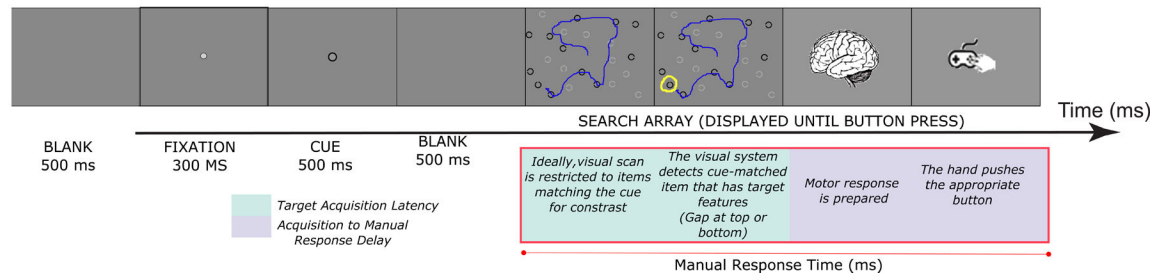 Time (ms)
SEARCH ARRAY (DISPLAYED UNTIL BUTTON PRESS)
BLANK
500 ms
FIXATION
300 MS
CUE
500 ms
BLANK
500 ms
Ideally,visual scan
is restricted to items
matching the cue
for constrast
The visual system
detects cue-matched
item that has target
features
(Gap at top or
bottom)
Motor response
is prepared
The hand pushes
the appropriate
button
Target Acquisition Latency
Acquisition to Manual
Response Delay
Manual Response Time (ms)